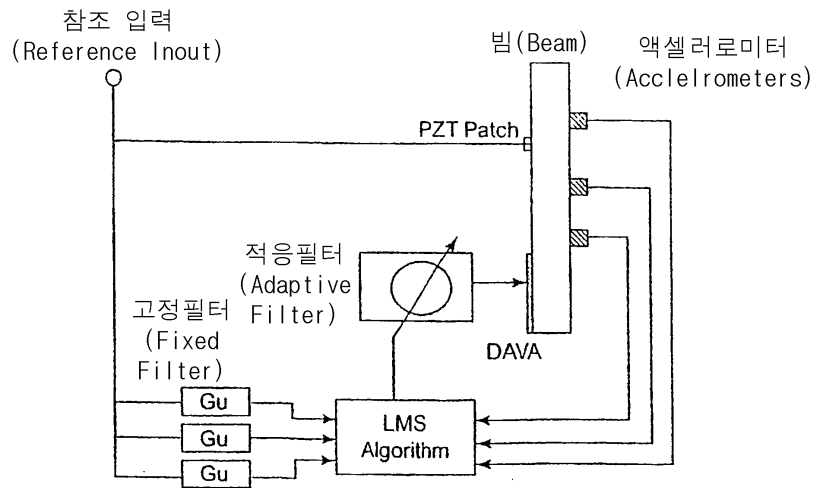 참조 입력
(Reference Inout)
빔(Beam)
액셀러로미터
(Acclelrometers)
PZT Patch
적응필터
(Adaptive
Filter)
고정필터
(Fixed
Filter)
DAVA
Gu
Gu
Gu
LMS
Algorithm